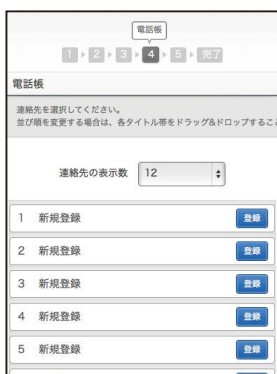 電話帳
1 2 3 4 5 完了
電話帳
連絡先を選択してください。
並び順を変更する場合は、各タイトル帯をドラッグ&ドロップするこ
連絡先の表示数 12
1 新規登録 登録
2 新規登録 登録
3 新規登録 登録
4 新規登録 登録
5 新規登録 登録